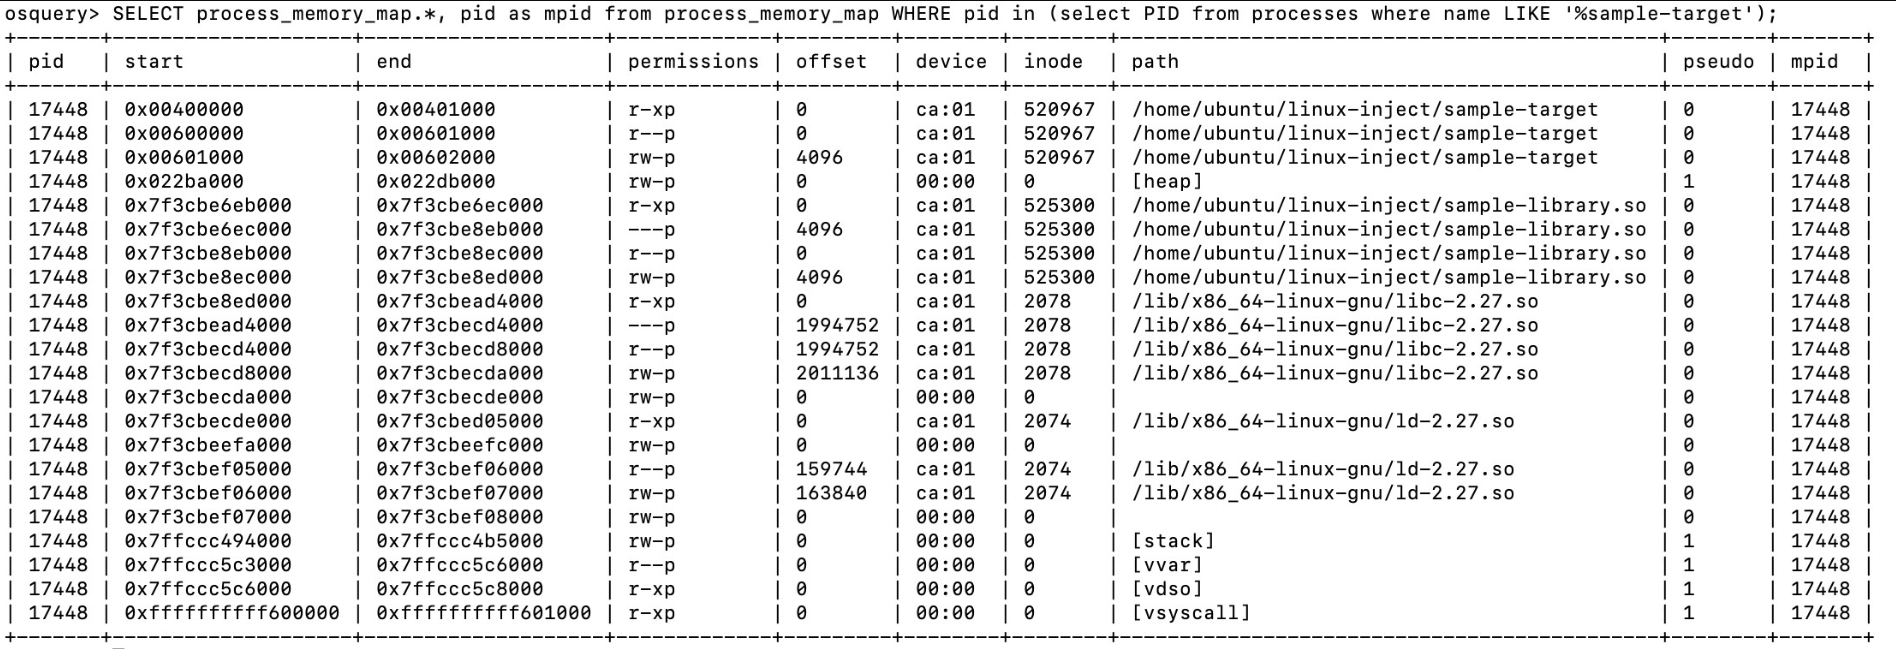 osquery> SELECT process_memory_map.*, pid as mpid from process_memory_map WHERE pid in (select PID from processes where name LIKE '%sample-target');
+-------+--------------------+--------------------+-------------+---------+--------+--------+--------------------------------------------+--------+-------+
| pid | start | end | permissions | offset | device | inode | path | pseudo | mpid |
+-------+--------------------+--------------------+-------------+---------+--------+--------+--------------------------------------------+--------+-------+
| 17448 | 0x00400000 | 0x00401000 | r-xp | 0 | ca:01 | 520967 | /home/ubuntu/linux-inject/sample-target | 0 | 17448 |
| 17448 | 0x00600000 | 0x00601000 | r--p | 0 | ca:01 | 520967 | /home/ubuntu/linux-inject/sample-target | 0 | 17448 |
| 17448 | 0x00601000 | 0x00602000 | rw-p | 4096 | ca:01 | 520967 | /home/ubuntu/linux-inject/sample-target | 0 | 17448 |
| 17448 | 0x022ba000 | 0x022db000 | rw-p | 0 | 00:00 | 0 | [heap] | 1 | 17448 |
| 17448 | 0x7f3cbe6eb000 | 0x7f3cbe6ec000 | r-xp | 0 | ca:01 | 525300 | /home/ubuntu/linux-inject/sample-library.so | 0 | 17448 |
| 17448 | 0x7f3cbe6ec000 | 0x7f3cbe8eb000 | ---p | 4096 | ca:01 | 525300 | /home/ubuntu/linux-inject/sample-library.so | 0 | 17448 |
| 17448 | 0x7f3cbe8eb000 | 0x7f3cbe8ec000 | r--p | 0 | ca:01 | 525300 | /home/ubuntu/linux-inject/sample-library.so | 0 | 17448 |
| 17448 | 0x7f3cbe8ec000 | 0x7f3cbe8ed000 | rw-p | 4096 | ca:01 | 525300 | /home/ubuntu/linux-inject/sample-library.so | 0 | 17448 |
| 17448 | 0x7f3cbe8ed000 | 0x7f3cbead4000 | r-xp | 0 | ca:01 | 2078 | /lib/x86_64-linux-gnu/libc-2.27.so | 0 | 17448 |
| 17448 | 0x7f3cbead4000 | 0x7f3cbecd4000 | ---p | 1994752 | ca:01 | 2078 | /lib/x86_64-linux-gnu/libc-2.27.so | 0 | 17448 |
| 17448 | 0x7f3cbecd4000 | 0x7f3cbecd8000 | r--p | 1994752 | ca:01 | 2078 | /lib/x86_64-linux-gnu/libc-2.27.so | 0 | 17448 |
| 17448 | 0x7f3cbecd8000 | 0x7f3cbecda000 | rw-p | 2011136 | ca:01 | 2078 | /lib/x86_64-linux-gnu/libc-2.27.so | 0 | 17448 |
| 17448 | 0x7f3cbecda000 | 0x7f3cbecde000 | rw-p | 0 | 00:00 | 0 | | 0 | 17448 |
| 17448 | 0x7f3cbecde000 | 0x7f3cbed05000 | r-xp | 0 | ca:01 | 2074 | /lib/x86_64-linux-gnu/ld-2.27.so | 0 | 17448 |
| 17448 | 0x7f3cbeefa000 | 0x7f3cbeefc000 | rw-p | 0 | 00:00 | 0 | | 0 | 17448 |
| 17448 | 0x7f3cbef05000 | 0x7f3cbef06000 | r--p | 159744 | ca:01 | 2074 | /lib/x86_64-linux-gnu/ld-2.27.so | 0 | 17448 |
| 17448 | 0x7f3cbef06000 | 0x7f3cbef07000 | rw-p | 163840 | ca:01 | 2074 | /lib/x86_64-linux-gnu/ld-2.27.so | 0 | 17448 |
| 17448 | 0x7f3cbef07000 | 0x7f3cbef08000 | rw-p | 0 | 00:00 | 0 | | 0 | 17448 |
| 17448 | 0x7ffccc494000 | 0x7ffccc4b5000 | rw-p | 0 | 00:00 | 0 | [stack] | 1 | 17448 |
| 17448 | 0x7ffccc5c3000 | 0x7ffccc5c6000 | r--p | 0 | 00:00 | 0 | [vvar] | 1 | 17448 |
| 17448 | 0x7ffccc5c6000 | 0x7ffccc5c8000 | r-xp | 0 | 00:00 | 0 | [vdso] | 1 | 17448 |
| 17448 | 0xffffffffff600000 | 0xffffffffff601000 | r-xp | 0 | 00:00 | 0 | [vsyscall] | 1 | 17448 |
+-------+--------------------+--------------------+-------------+---------+--------+--------+--------------------------------------------+--------+-------+